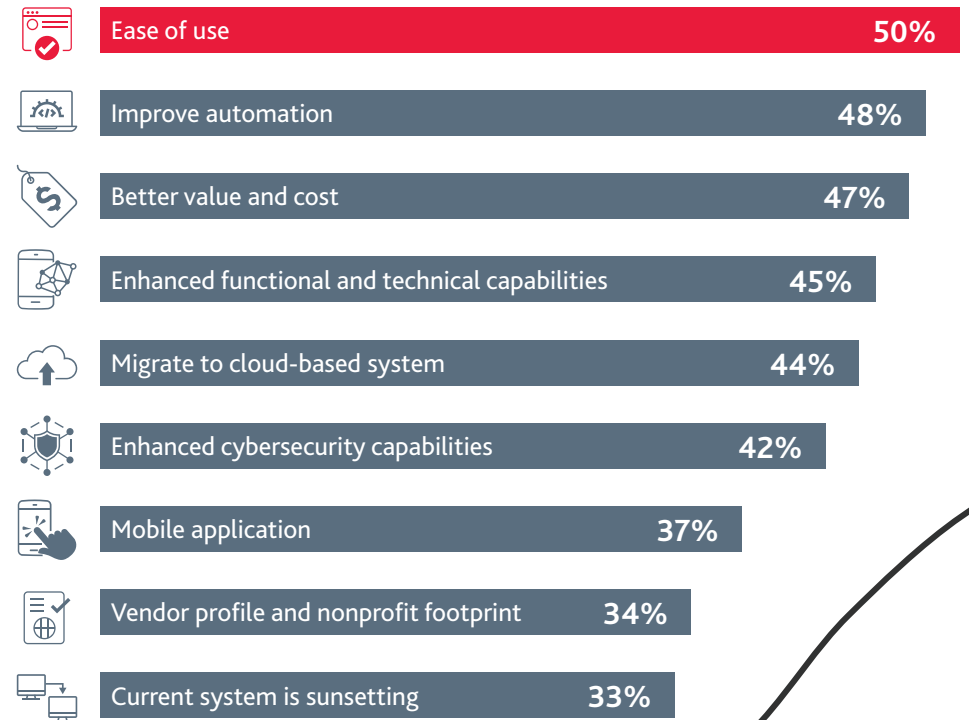 Ease of use 50%
Improve automation 48%
Better value and cost 47%
Enhanced functional and technical capabilities 45%
Migrate to cloud-based system 44%
Enhanced cybersecurity capabilities 42%
Mobile application 37%
Vendor profile and nonprofit footprint 34%
Current system is sunsetting 33%